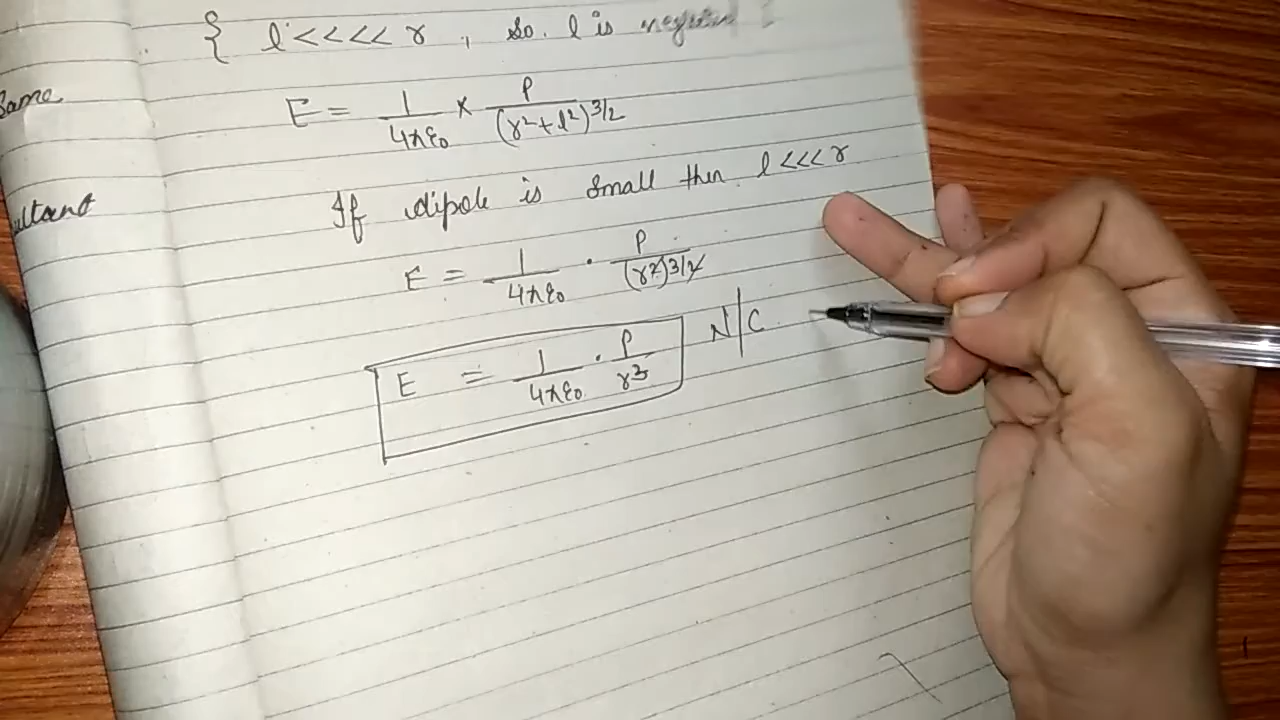 { l <<<< r , so. l is
Same
E = 1/4πε₀ × P/(r²+l²)^3/2
If dipole is small then. l <<< r
E = 1/4πε₀ · P/(r²)^3/2
E = 1/4πε₀ · P/r³ N/C